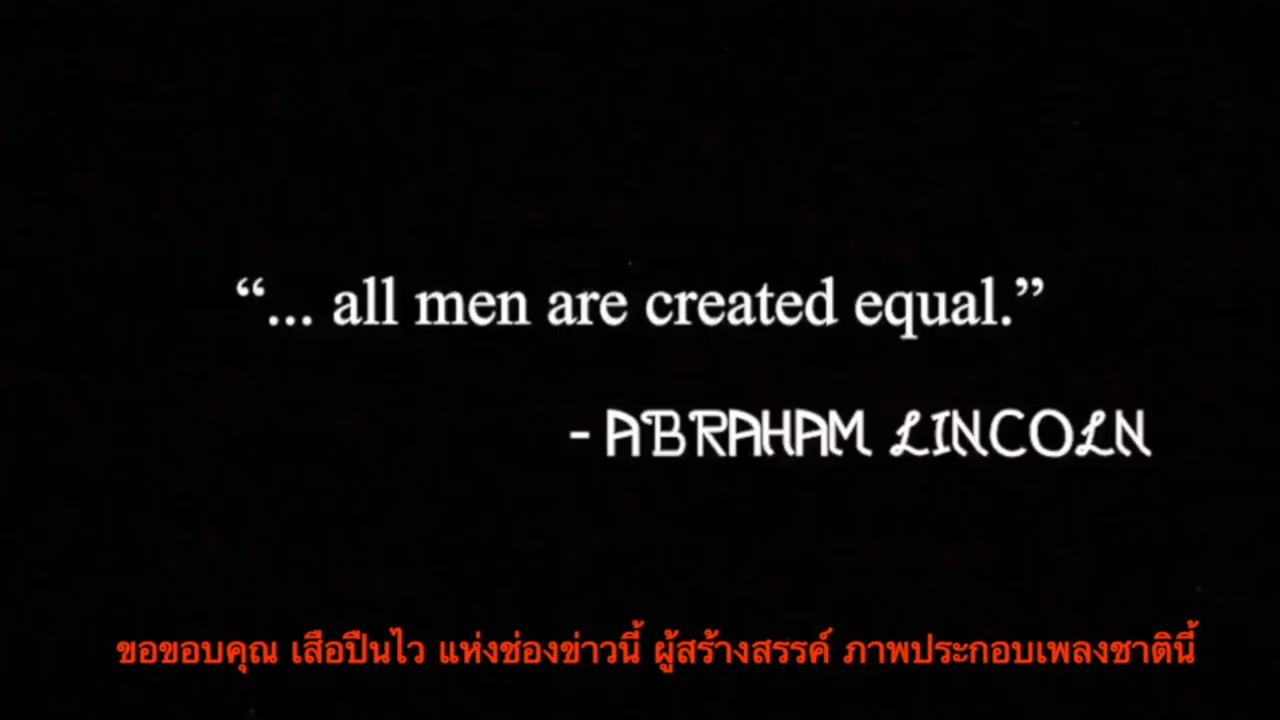 “... all men are created equal.”
- ABRAHAM LINCOLN
ขอขอบคุณ เสือปืนไว แห่งช่องข่าวนี้ ผู้สร้างสรรค์ ภาพประกอบเพลงชาตินี้